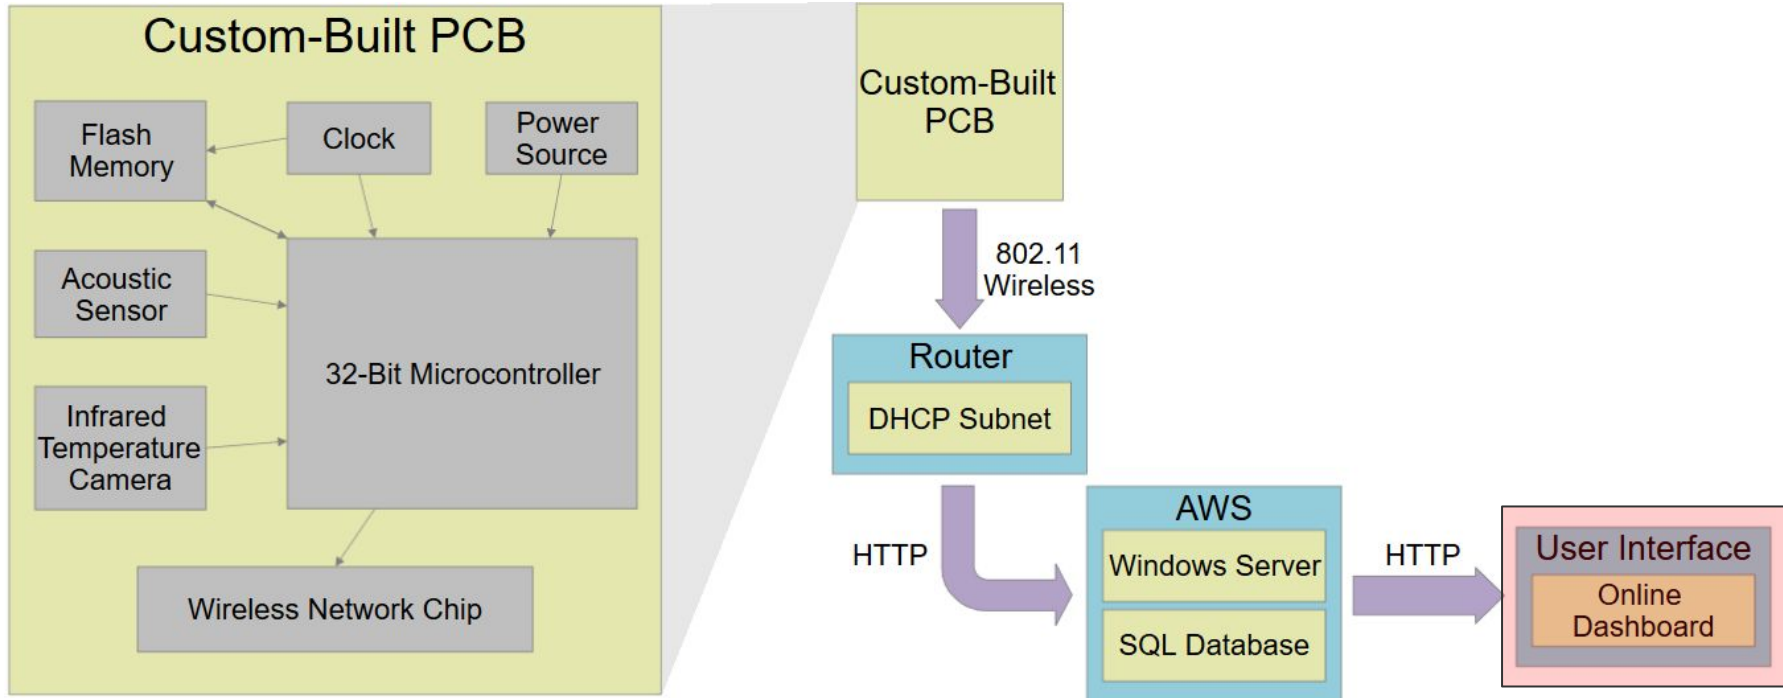 Custom-Built PCB
Flash
Memory
Clock
Power
Source
Acoustic
Sensor
32-Bit Microcontroller
Infrared
Temperature
Camera
Wireless Network Chip
Custom-Built
PCB
802.11
Wireless
Router
DHCP Subnet
HTTP
AWS
Windows Server
SQL Database
HTTP
User Interface
Online
Dashboard